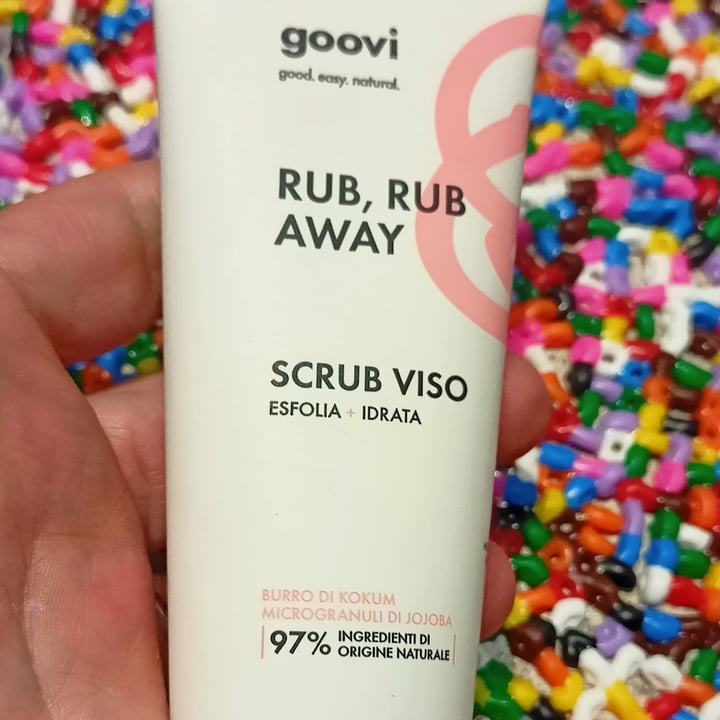 goovi
good. easy. natural.
RUB, RUB
AWAY
SCRUB VISO
ESFOLIA + IDRATA
BURRO DI KOKUM
MICROGRANULI DI JOJOBA
97% INGREDIENTI DI
ORIGINE NATURALE